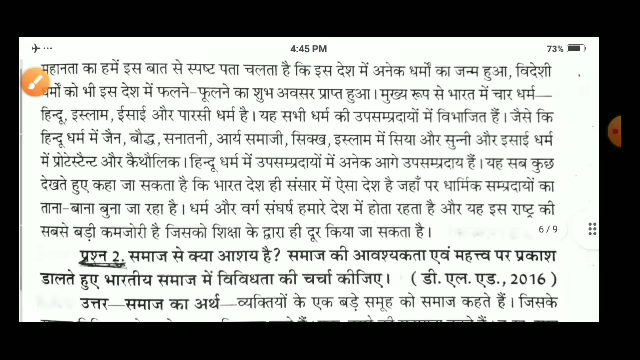 4:45 PM
73%
महानता का हमें इस बात से स्पष्ट पता चलता है कि इस देश में अनेक धर्मों का जन्म हुआ, विदेशी
धर्मों को भी इस देश में फलने-फूलने का शुभ अवसर प्राप्त हुआ। मुख्य रूप से भारत में चार धर्म—
हिन्दू, इस्लाम, ईसाई और पारसी धर्म है। यह सभी धर्म की उपसम्प्रदायों में विभाजित हैं। जैसे कि
हिन्दू धर्म में जैन, बौद्ध, सनातनी, आर्य समाजी, सिक्ख, इस्लाम में सिया और सुन्नी और इसाई धर्म
में प्रोटेस्टेन्ट और कैथौलिक। हिन्दू धर्म में उपसम्प्रदायों में अनेक आगे उपसम्प्रदाय हैं। यह सब कुछ
देखते हुए कहा जा सकता है कि भारत देश ही संसार में ऐसा देश है जहाँ पर धार्मिक सम्प्रदायों का
ताना-बाना बुना जा रहा है। धर्म और वर्ग संघर्ष हमारे देश में होता रहता है और यह इस राष्ट्र की
सबसे बड़ी कमजोरी है जिसको शिक्षा के द्वारा ही दूर किया जा सकता है।
6/9
प्रश्न 2. समाज से क्या आशय है? समाज की आवश्यकता एवं महत्त्व पर प्रकाश
डालते हुए भारतीय समाज में विविधता की चर्चा कीजिए। (डी. एल. एड., 2016)
उत्तर—समाज का अर्थ—व्यक्तियों के एक बड़े समूह को समाज कहते हैं। जिसके